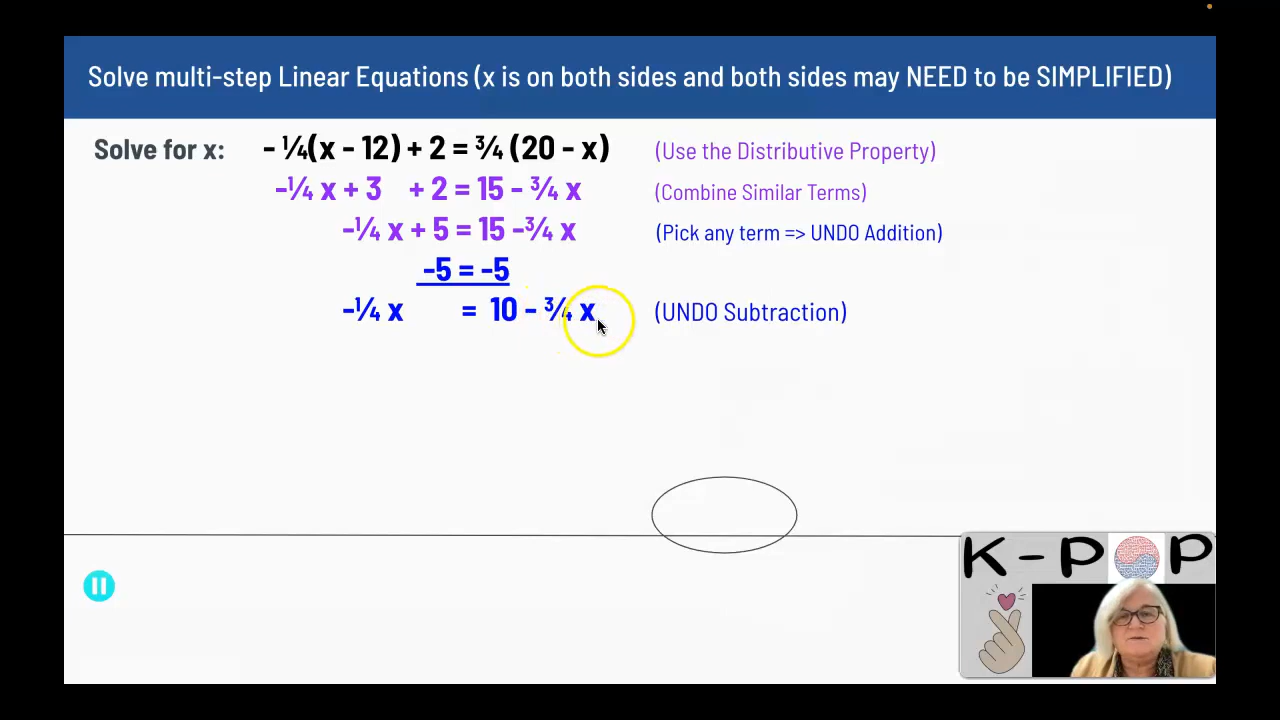 Solve multi-step Linear Equations (x is on both sides and both sides may NEED to be SIMPLIFIED)
Solve for x: - ¼(x - 12) + 2 = ¾ (20 - x) (Use the Distributive Property)
-¼ x + 3 + 2 = 15 - ¾ x (Combine Similar Terms)
-¼ x + 5 = 15 -¾ x (Pick any term => UNDO Addition)
-5 = -5
-¼ x = 10 - ¾ x (UNDO Subtraction)
K-POP